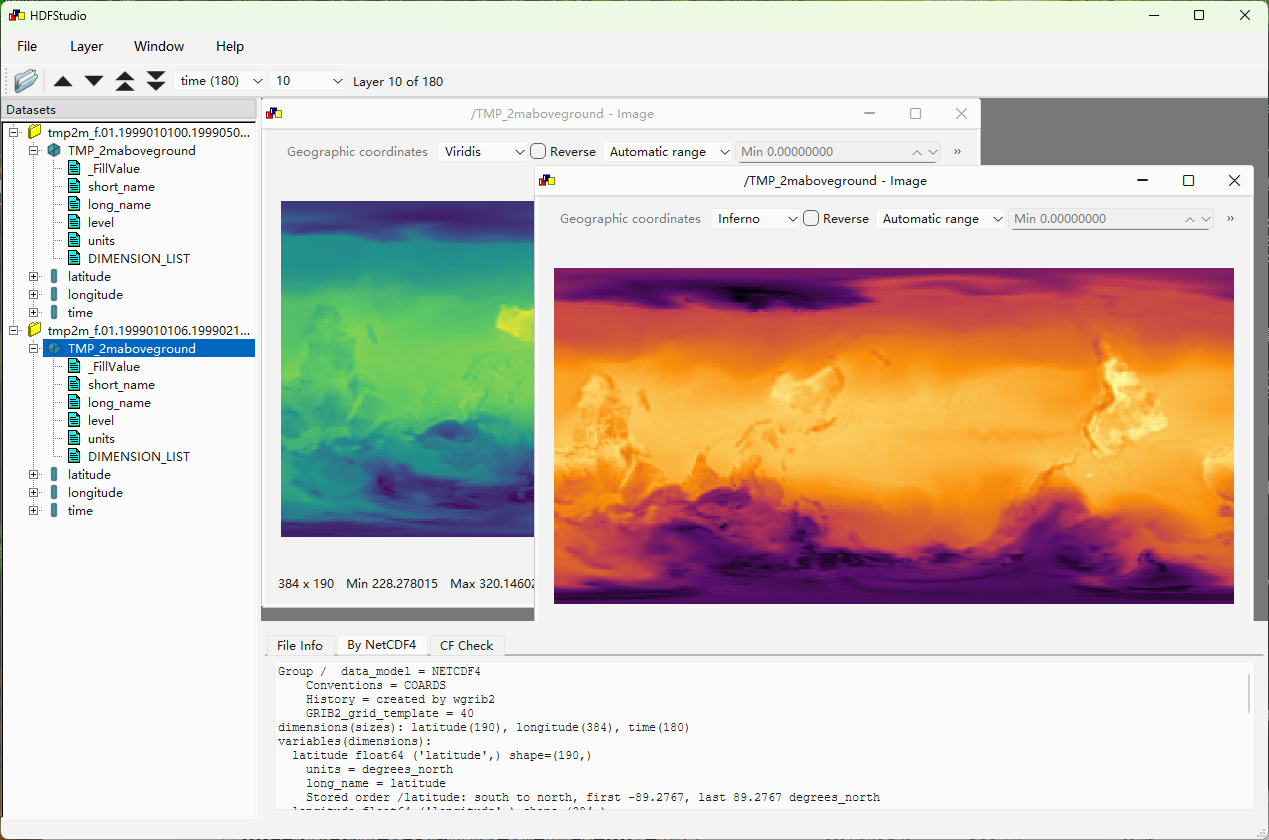 HDFStudio
File Layer Window Help
time (180) 10 Layer 10 of 180
Datasets
tmp2m_f.01.1999010100.1999050...
TMP_2maboveground
_FillValue
short_name
long_name
level
units
DIMENSION_LIST
latitude
longitude
time
tmp2m_f.01.1999010106.1999021...
TMP_2maboveground
_FillValue
short_name
long_name
level
units
DIMENSION_LIST
latitude
longitude
time
/TMP_2maboveground - Image
Geographic coordinates Viridis Reverse Automatic range Min 0.00000000 »
384 x 190 Min 228.278015 Max 320.14602
/TMP_2maboveground - Image
Geographic coordinates Inferno Reverse Automatic range Min 0.00000000 »
File Info By NetCDF4 CF Check
Group / data_model = NETCDF4
Conventions = COARDS
History = created by wgrib2
GRIB2_grid_template = 40
dimensions(sizes): latitude(190), longitude(384), time(180)
variables(dimensions):
latitude float64 ('latitude',) shape=(190,)
units = degrees_north
long_name = latitude
Stored order /latitude: south to north, first -89.2767, last 89.2767 degrees_north